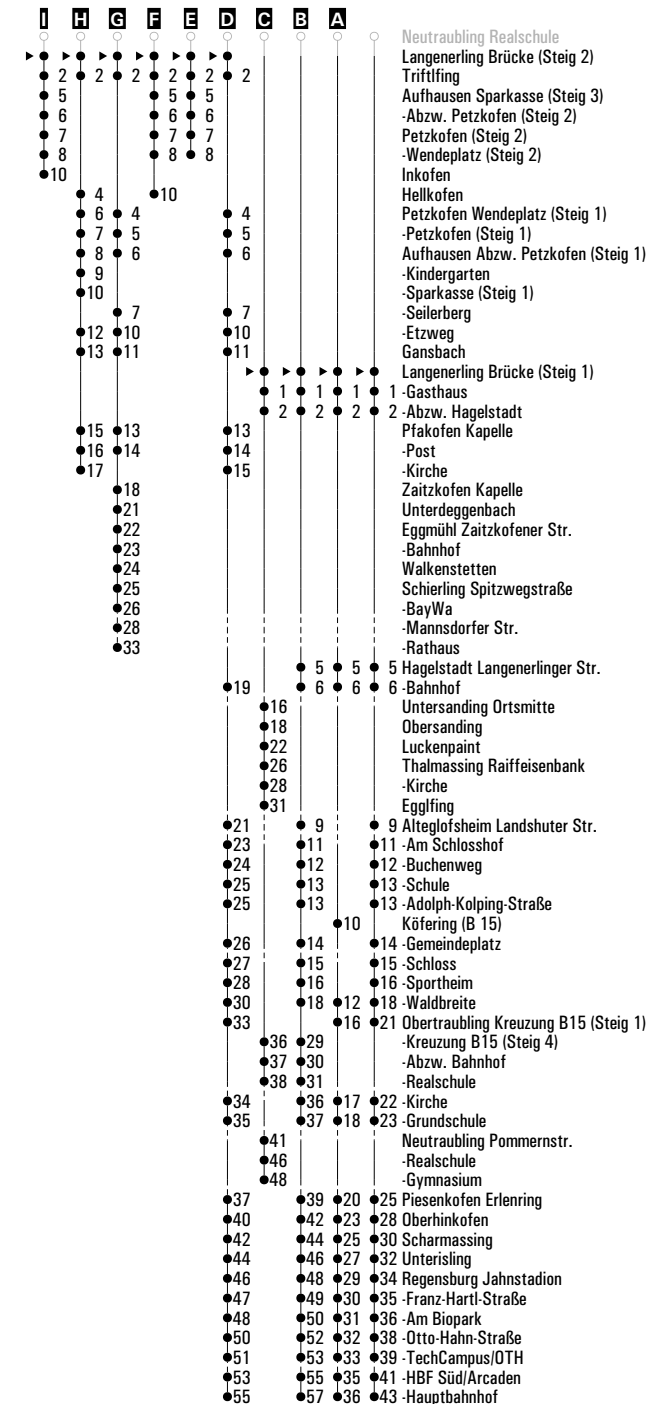 I H G F E D C B A
Neutraubling Realschule
Langenerling Brücke (Steig 2)
2 2 2 2 2 2 Triftlfing
5 5 5 Aufhausen Sparkasse (Steig 3)
6 6 6 -Abzw. Petzkofen (Steig 2)
7 7 7 Petzkofen (Steig 2)
8 8 8 -Wendeplatz (Steig 2)
10 Inkofen
4 10 Hellkofen
6 4 4 Petzkofen Wendeplatz (Steig 1)
7 5 5 -Petzkofen (Steig 1)
8 6 6 Aufhausen Abzw. Petzkofen (Steig 1)
9 -Kindergarten
10 -Sparkasse (Steig 1)
7 7 -Seilerberg
12 10 10 -Etzweg
13 11 11 Gansbach
Langenerling Brücke (Steig 1)
1 1 1 1 -Gasthaus
2 2 2 2 -Abzw. Hagelstadt
15 13 13 Pfakofen Kapelle
16 14 14 -Post
17 15 -Kirche
18 Zaitzkofen Kapelle
21 Unterdeggenbach
22 Eggmühl Zaitzkofener Str.
23 -Bahnhof
24 Walkenstetten
25 Schierling Spitzwegstraße
26 -BayWa
28 -Mannsdorfer Str.
33 -Rathaus
5 5 5 Hagelstadt Langenerlinger Str.
19 6 6 6 -Bahnhof
16 Untersanding Ortsmitte
18 Obersanding
22 Luckenpaint
26 Thalmassing Raiffeisenbank
28 -Kirche
31 Egglfing
21 9 9 Alteglofsheim Landshuter Str.
23 11 11 -Am Schlosshof
24 12 12 -Buchenweg
25 13 13 -Schule
25 13 13 -Adolph-Kolping-Straße
10 Köfering (B 15)
26 14 14 -Gemeindeplatz
27 15 15 -Schloss
28 16 16 -Sportheim
30 18 12 18 -Waldbreite
33 16 21 Obertraubling Kreuzung B15 (Steig 1)
36 29 -Kreuzung B15 (Steig 4)
37 30 -Abzw. Bahnhof
38 31 -Realschule
34 36 17 22 -Kirche
35 37 18 23 -Grundschule
41 Neutraubling Pommernstr.
46 -Realschule
48 -Gymnasium
37 39 20 25 Piesenkofen Erlenring
40 42 23 28 Oberhinkofen
42 44 25 30 Scharmassing
44 46 27 32 Unterisling
46 48 29 34 Regensburg Jahnstadion
47 49 30 35 -Franz-Hartl-Straße
48 50 31 36 -Am Biopark
50 52 32 38 -Otto-Hahn-Straße
51 53 33 39 -TechCampus/OTH
53 55 35 41 -HBF Süd/Arcaden
55 57 36 43 -Hauptbahnhof